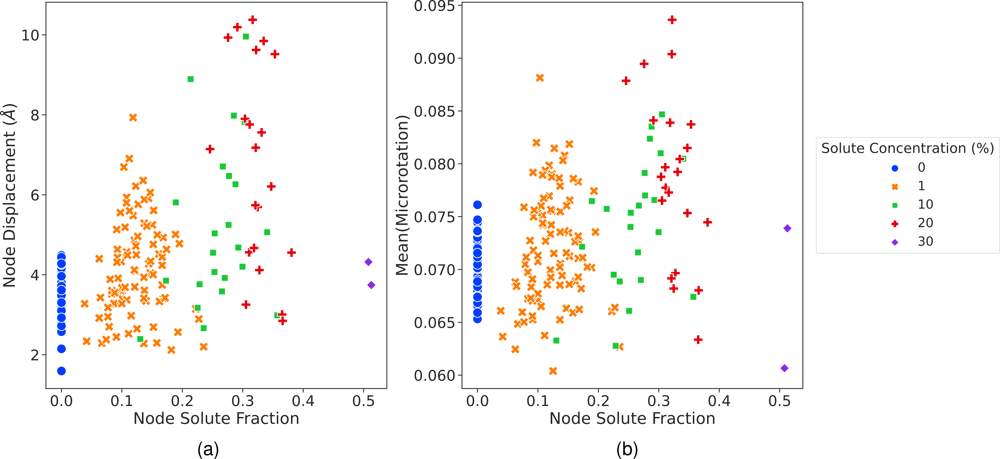 10
8
6
4
2
Node Displacement (Å)
0.0 0.1 0.2 0.3 0.4 0.5
Node Solute Fraction
(a)
0.095
0.090
0.085
0.080
0.075
0.070
0.065
0.060
Mean(Microrotation)
0.0 0.1 0.2 0.3 0.4 0.5
Node Solute Fraction
(b)
Solute Concentration (%)
0
1
10
20
30